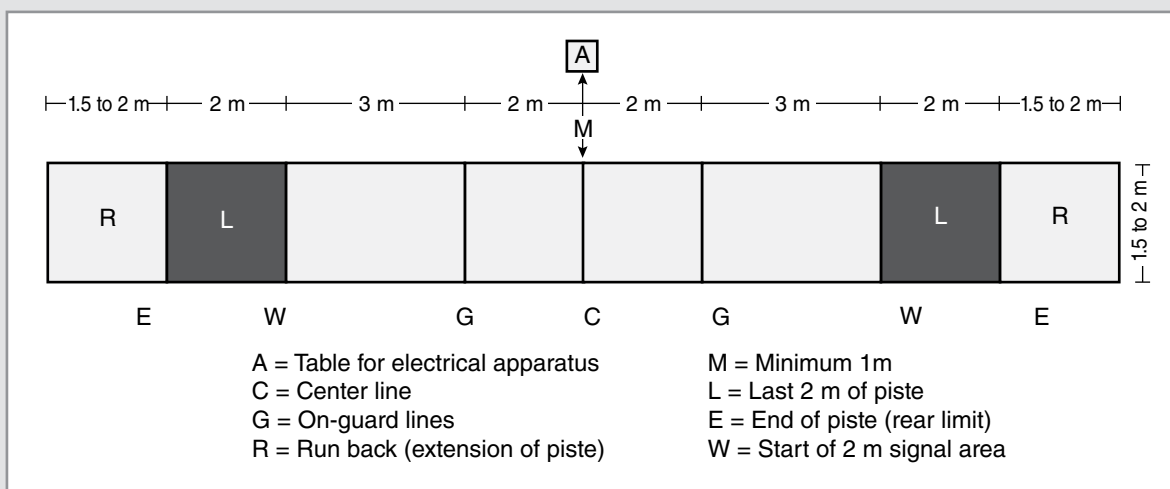 A
1.5 to 2 m 2 m 3 m 2 m 2 m 3 m 2 m 1.5 to 2 m
M
R L L R
1.5 to 2 m
E W G C G W E
A = Table for electrical apparatus
C = Center line
G = On-guard lines
R = Run back (extension of piste)
M = Minimum 1m
L = Last 2 m of piste
E = End of piste (rear limit)
W = Start of 2 m signal area